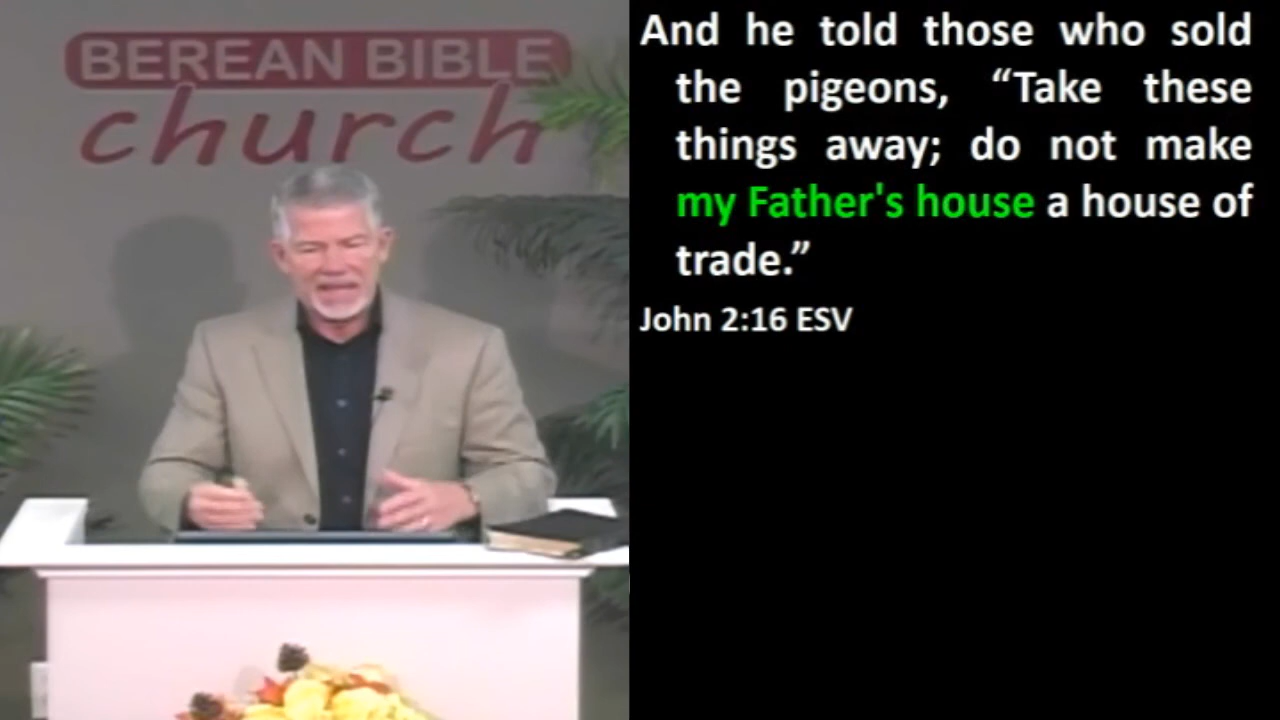 BEREAN BIBLE
church
And he told those who sold
the pigeons, “Take these
things away; do not make
my Father's house a house of
trade.”
John 2:16 ESV